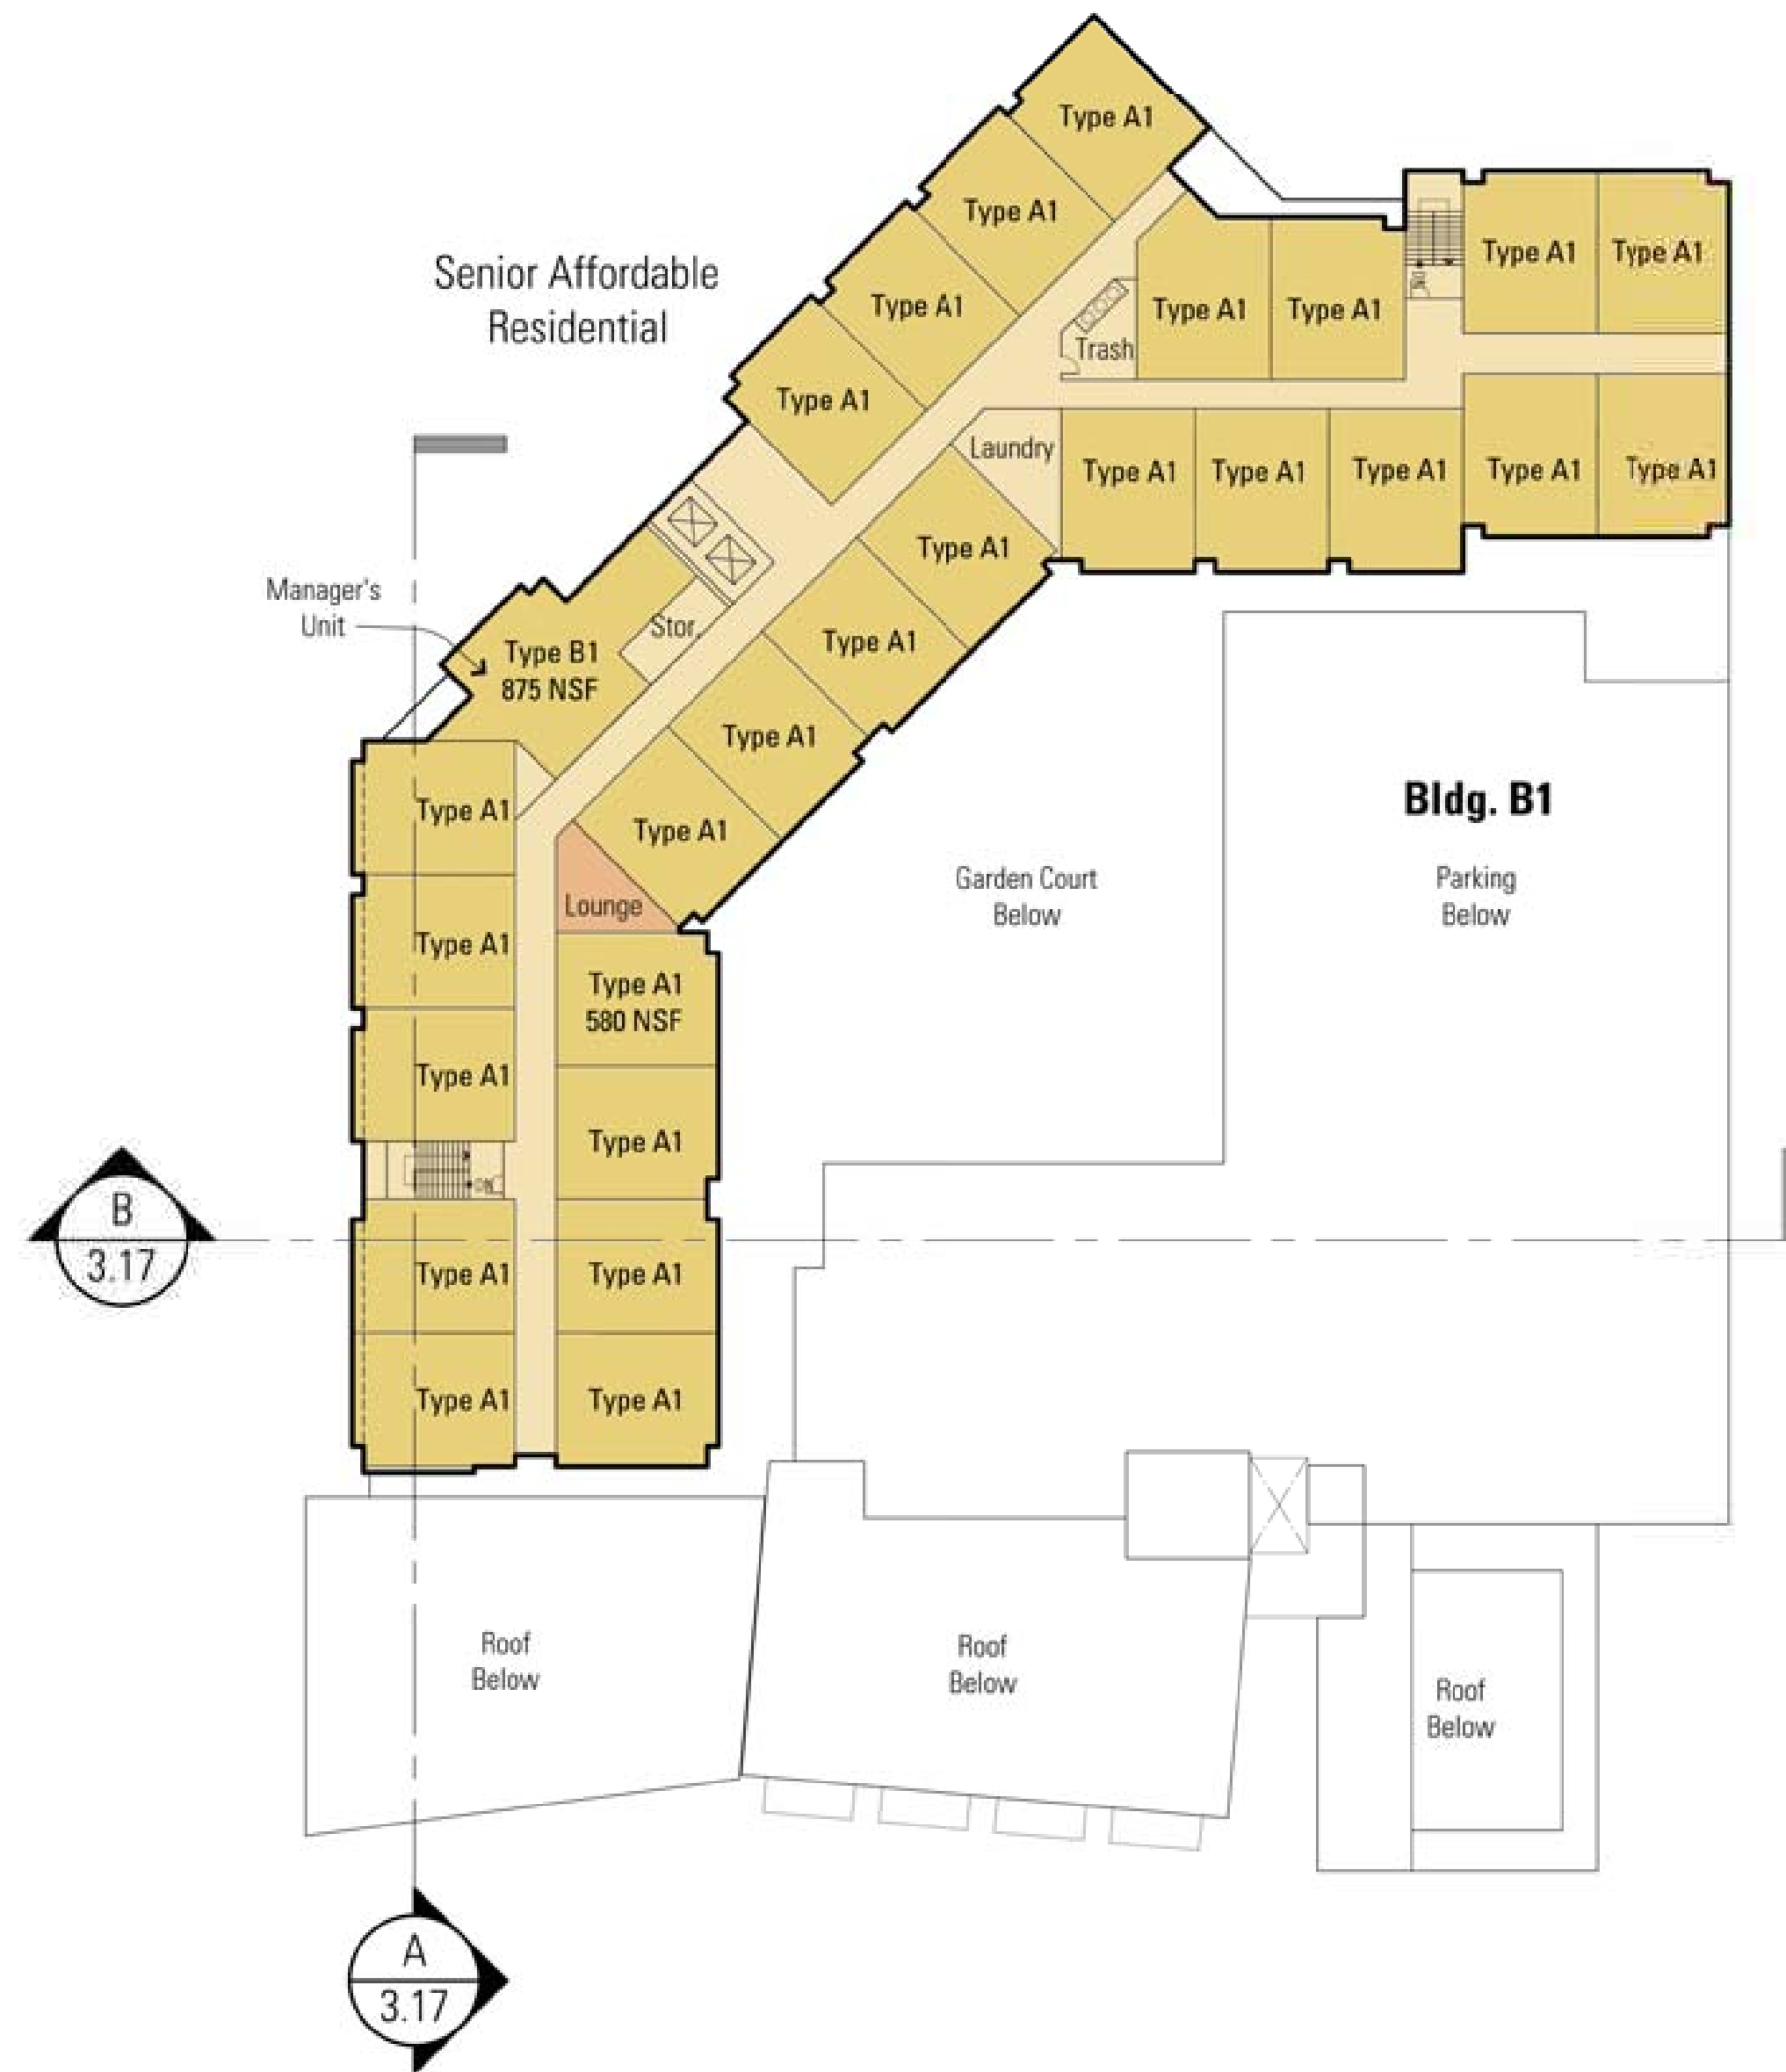 Type A1
Type A1
Senior Affordable
Residential
Type A1
Type A1
Type A1
Type A1
Type A1
Type A1
DN
Trash
Type A1
Laundry
Type A1
Type A1
Type A1
Type A1
Type A1
Type A1
Manager's
Unit
Stor.
Type B1
875 NSF
Type A1
Type A1
Type A1
Type A1
Bldg. B1
Garden Court
Below
Parking
Below
Lounge
Type A1
Type A1
580 NSF
Type A1
Type A1
DN
B
3.17
Type A1
Type A1
Type A1
Type A1
Roof
Below
Roof
Below
Roof
Below
A
3.17